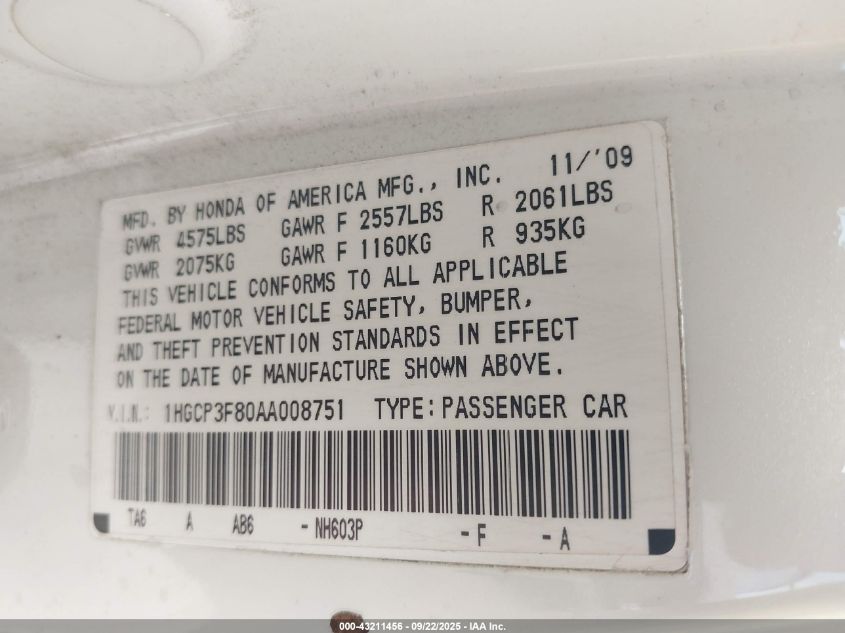 MFD. BY HONDA OF AMERICA MFG., INC. 11/'09
GVWR 4575LBS GAWR F 2557LBS R 2061LBS
GVWR 2075KG GAWR F 1160KG R 935KG
THIS VEHICLE CONFORMS TO ALL APPLICABLE
FEDERAL MOTOR VEHICLE SAFETY, BUMPER,
AND THEFT PREVENTION STANDARDS IN EFFECT
ON THE DATE OF MANUFACTURE SHOWN ABOVE.
V.I.N.: 1HGCP3F80AA008751 TYPE: PASSENGER CAR
TA6 A AB6 - NH603P - F - A
000-43211456 - 09/22/2025 - IAA Inc.